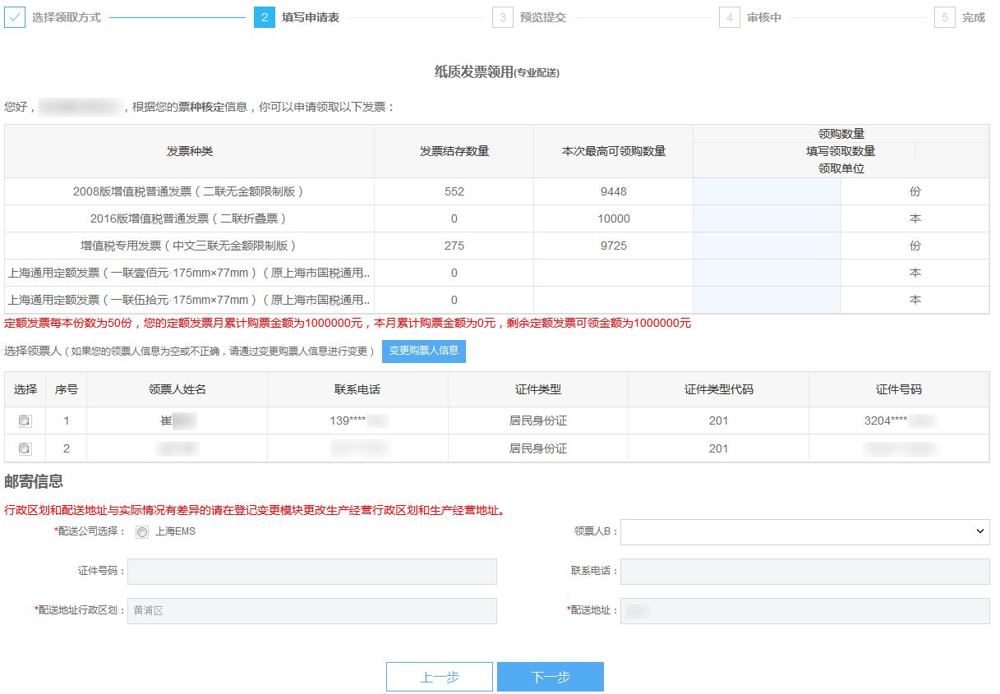 选择领取方式 2 填写申请表 3 预览提交 4 审核中 5 完成
纸质发票领用(专业配送)
您好， ，根据您的票种核定信息，你可以申请领取以下发票：
发票种类 发票结存数量 本次最高可领购数量 领购数量
填写领取数量
领取单位
2008版增值税普通发票（二联无金额限制版） 552 9448 份
2016版增值税普通发票（二联折叠票） 0 10000 本
增值税专用发票（中文三联无金额限制版） 275 9725 份
上海通用定额发票（一联壹佰元·175mm×77mm）（原上海市国税通用.. 0 本
上海通用定额发票（一联伍拾元·175mm×77mm）（原上海市国税通用.. 0 本
定额发票每本份数为50份，您的定额发票月累计购票金额为1000000元，本月累计购票金额为0元，剩余定额发票可领金额为1000000元
选择领票人（如果您的领票人信息为空或不正确，请通过变更购票人信息进行变更） 变更购票人信息
选择 序号 领票人姓名 联系电话 证件类型 证件类型代码 证件号码
1 崔 139**** 居民身份证 201 3204****
2 居民身份证 201
邮寄信息
行政区划和配送地址与实际情况有差异的请在登记变更模块更改生产经营行政区划和生产经营地址。
*配送公司选择： 上海EMS 领票人B：
证件号码： 联系电话：
*配送地址行政区划： 黄浦区 *配送地址：
上一步 下一步